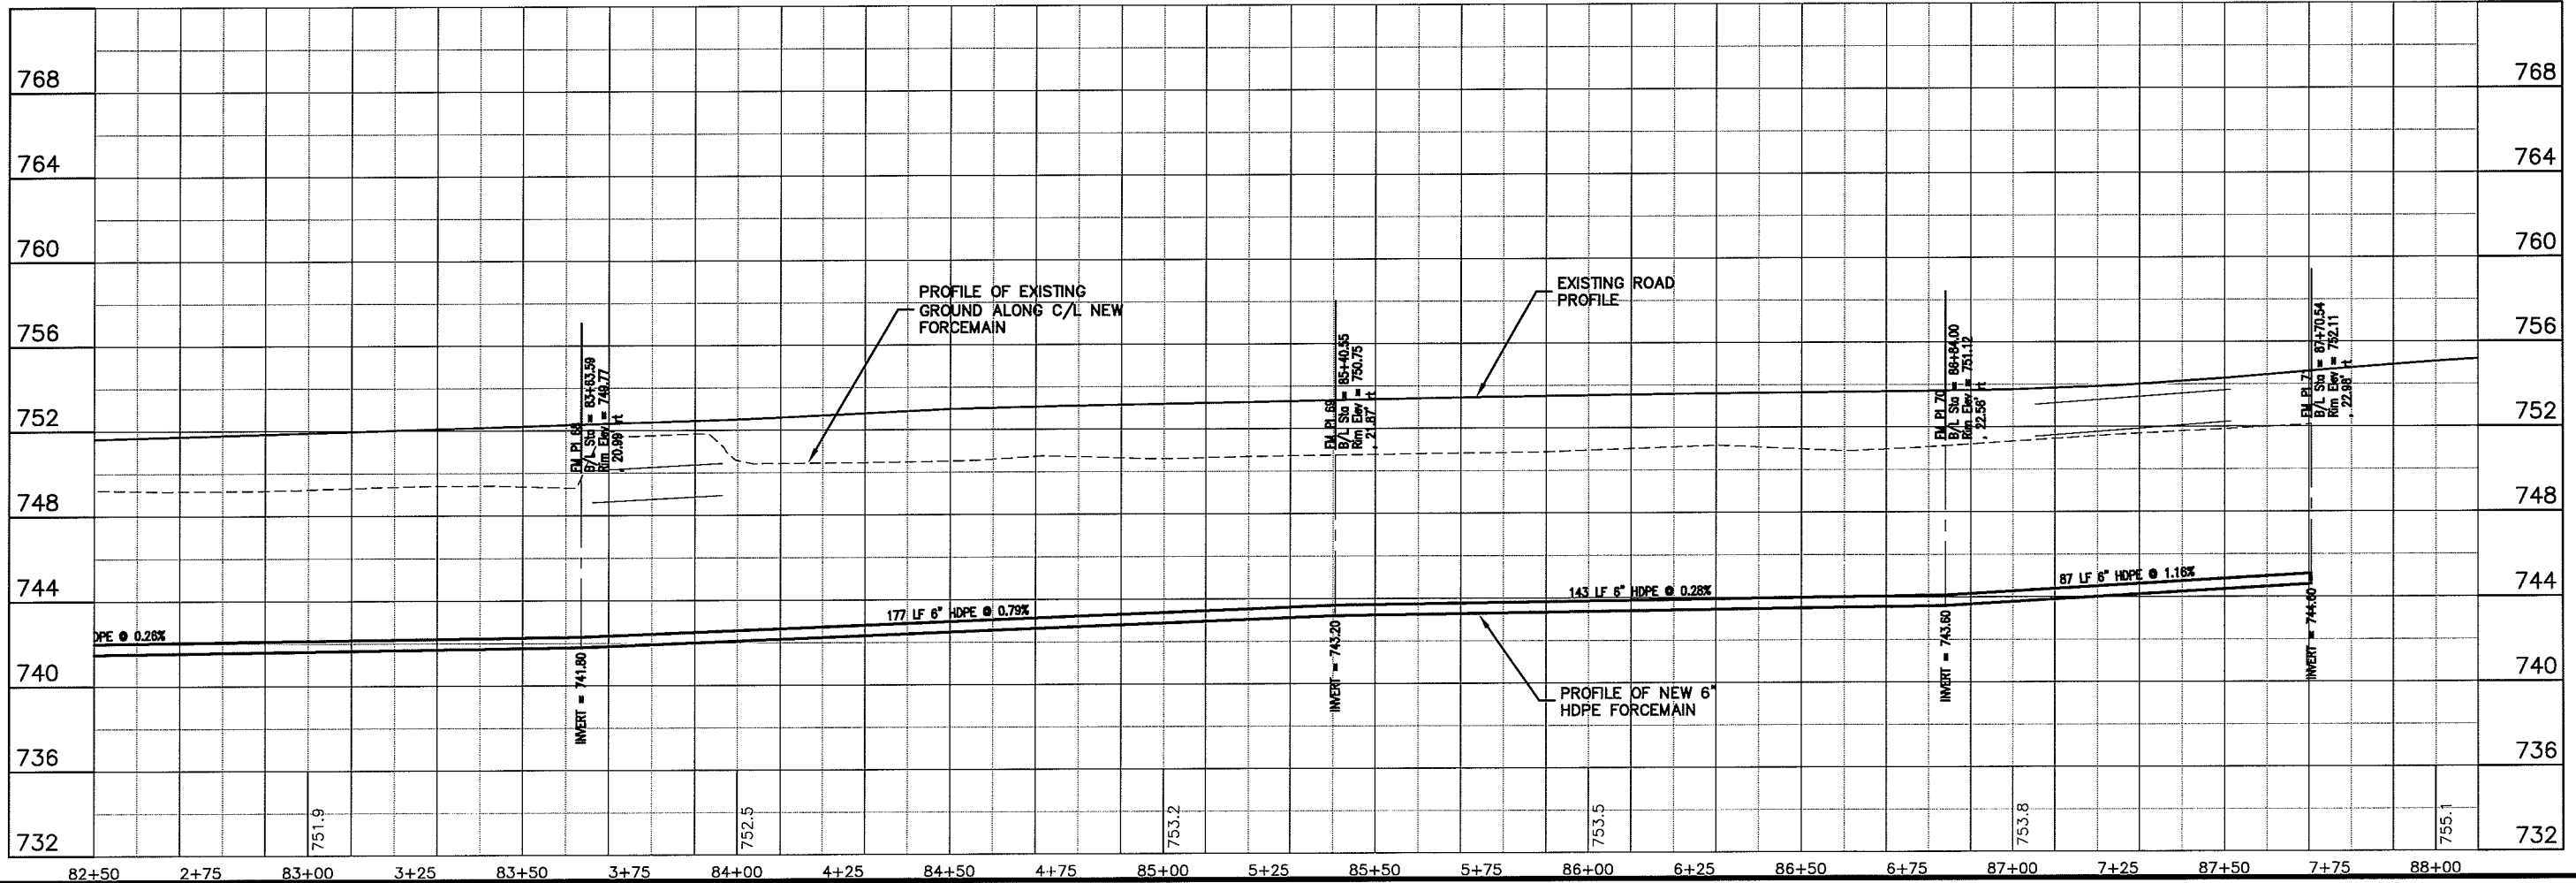 768
768
764
764
760
760
756
756
752
752
748
748
744
744
740
740
736
736
732
732
PROFILE OF EXISTING
GROUND ALONG C/L NEW
FORCEMAIN
EXISTING ROAD
PROFILE
FM PI 68
B/L Sta = 83+63.59
Rim Elev = 749.77
, 20.99' rt
FM PI 69
B/L Sta = 85+40.55
Rim Elev = 750.75
, 21.87' rt
FM PI 70
B/L Sta = 86+84.00
Rim Elev = 751.12
, 22.56' rt
FM PI 71
B/L Sta = 87+70.54
Rim Elev = 752.11
, 22.98' rt
DPE @ 0.26%
177 LF 6" HDPE @ 0.79%
143 LF 6" HDPE @ 0.28%
87 LF 6" HDPE @ 1.16%
INVERT = 741.80
INVERT = 743.20
INVERT = 743.60
INVERT = 744.60
PROFILE OF NEW 6"
HDPE FORCEMAIN
751.9
752.5
753.2
753.5
753.8
755.1
82+50 2+75 83+00 3+25 83+50 3+75 84+00 4+25 84+50 4+75 85+00 5+25 85+50 5+75 86+00 6+25 86+50 6+75 87+00 7+25 87+50 7+75 88+00